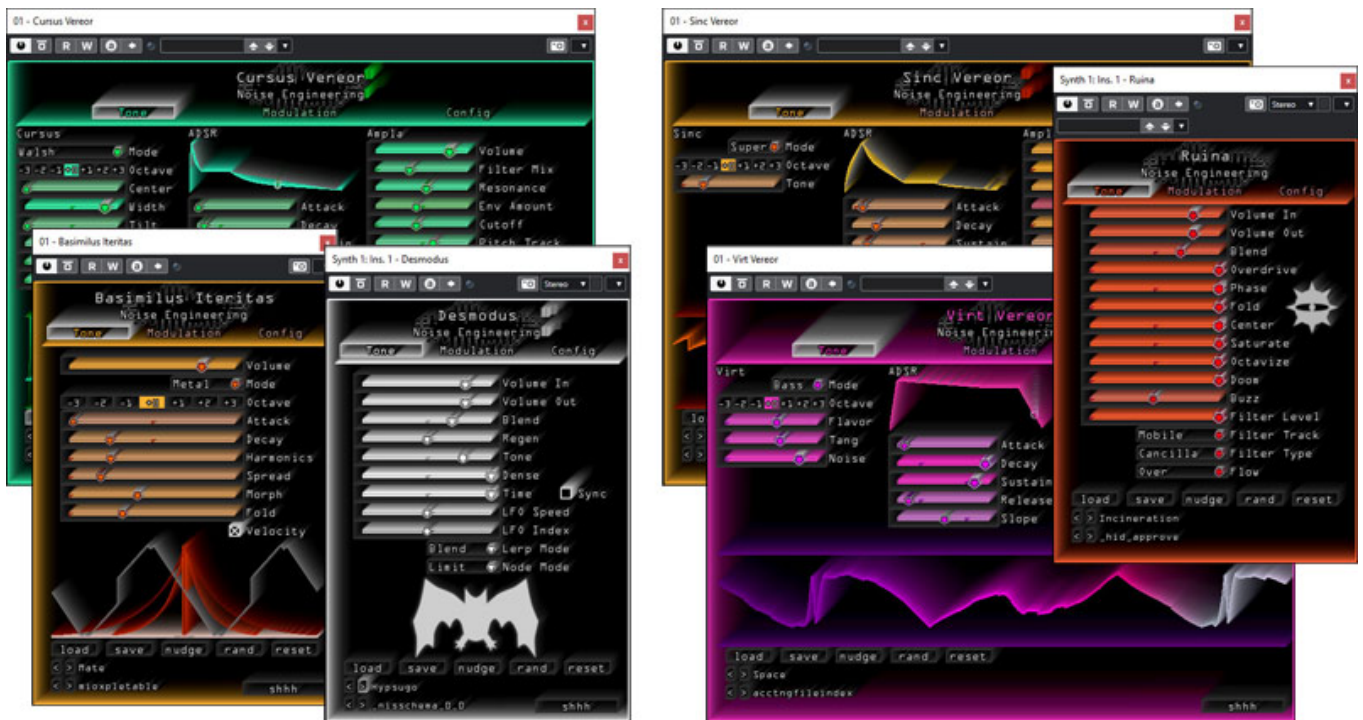 01 - Cursus Vereor
R W
Cursus Vereor
Noise Engineering
Tone Modulation Config
Cursus ADSR Ampla
Walsh Mode
-3 -2 -1 +0 +1 +2 +3 Octave
Center
Width
Tilt
Attack
Decay
Volume
Filter Mix
Resonance
Env Amount
Cutoff
Pitch Track
01 - Basimilus Iteritas
R W
Basimilus Iteritas
Noise Engineering
Tone Modulation Config
Volume
Metal Mode
-3 -2 -1 +0 +1 +2 +3 Octave
Attack
Decay
Harmonics
Spread
Morph
Fold
Velocity
load save nudge rand reset
< > Mate
< > mioxpletable
shhh
Synth 1: Ins. 1 - Desmodus
R W Stereo
Desmodus
Noise Engineering
Tone Modulation Config
Volume In
Volume Out
Blend
Regen
Tone
Dense
Time Sync
LFO Speed
LFO Index
Blend Lerp Mode
Limit Node Mode
load save nudge rand reset
< > Hypsugo
< > _misschema_0_0
shhh
01 - Sinc Vereor
R W
Sinc Vereor
Noise Engineering
Tone Modulation
Sinc ADSR Ampl
Super Mode
-3 -2 -1 +0 +1 +2 +3 Octave
Tone
Attack
Decay
Sustain
01 - Virt Vereor
R W
Virt Vereor
Noise Engineering
Tone Modulation
Virt ADSR
Bass Mode
-3 -2 -1 +0 +1 +2 +3 Octave
Flavor
Tang
Noise
Attack
Decay
Sustain
Release
Slope
load save nudge rand reset
< > Space
< > acctngfileindex
shhh
Synth 1: Ins. 1 - Ruina
R W Stereo
Ruina
Noise Engineering
Tone Modulation Config
Volume In
Volume Out
Blend
Overdrive
Phase
Fold
Center
Saturate
Octavize
Doom
Buzz
Filter Level
Mobile Filter Track
Cancilla Filter Type
Over Flow
load save nudge rand reset
< > Incineration
< > _hid_approve